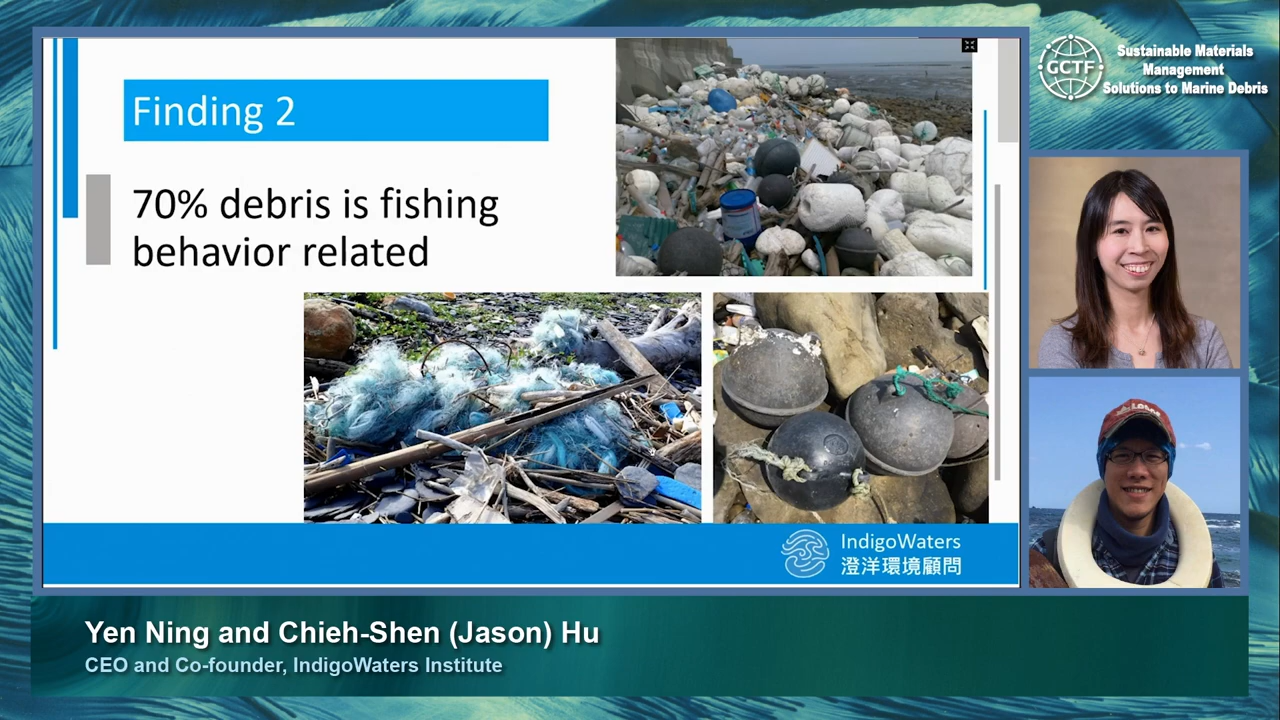 Finding 2
70% debris is fishing
behavior related
IndigoWaters
澄洋環境顧問
GCTF
Sustainable Materials
Management
Solutions to Marine Debris
Yen Ning and Chieh-Shen (Jason) Hu
CEO and Co-founder, IndigoWaters Institute